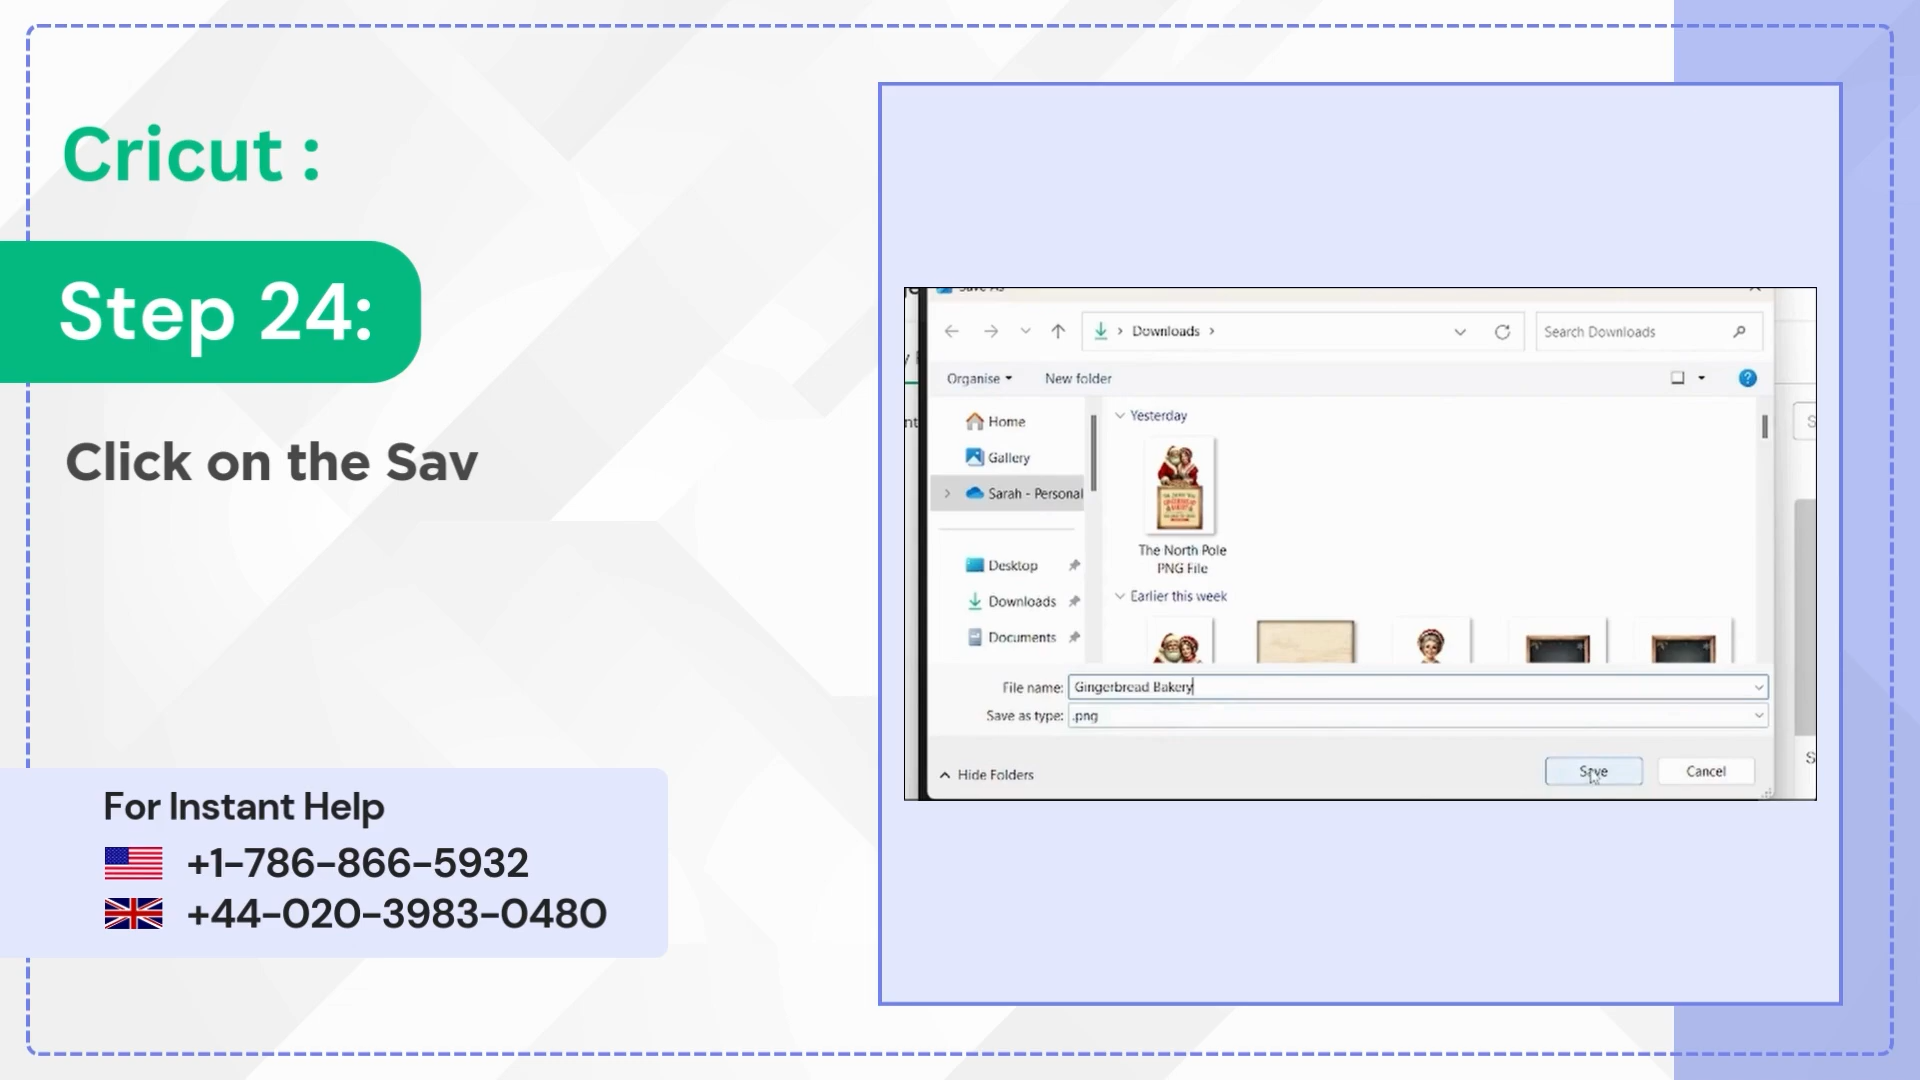 Cricut :
Step 24:
Click on the Sav
For Instant Help
+1-786-866-5932
+44-020-3983-0480
Save As
Downloads
Search Downloads
Organise
New folder
Home
Gallery
Sarah - Personal
Desktop
Downloads
Documents
Yesterday
The North Pole
PNG File
Earlier this week
File name: Gingerbread Bakery
Save as type: .png
Hide Folders
Save
Cancel